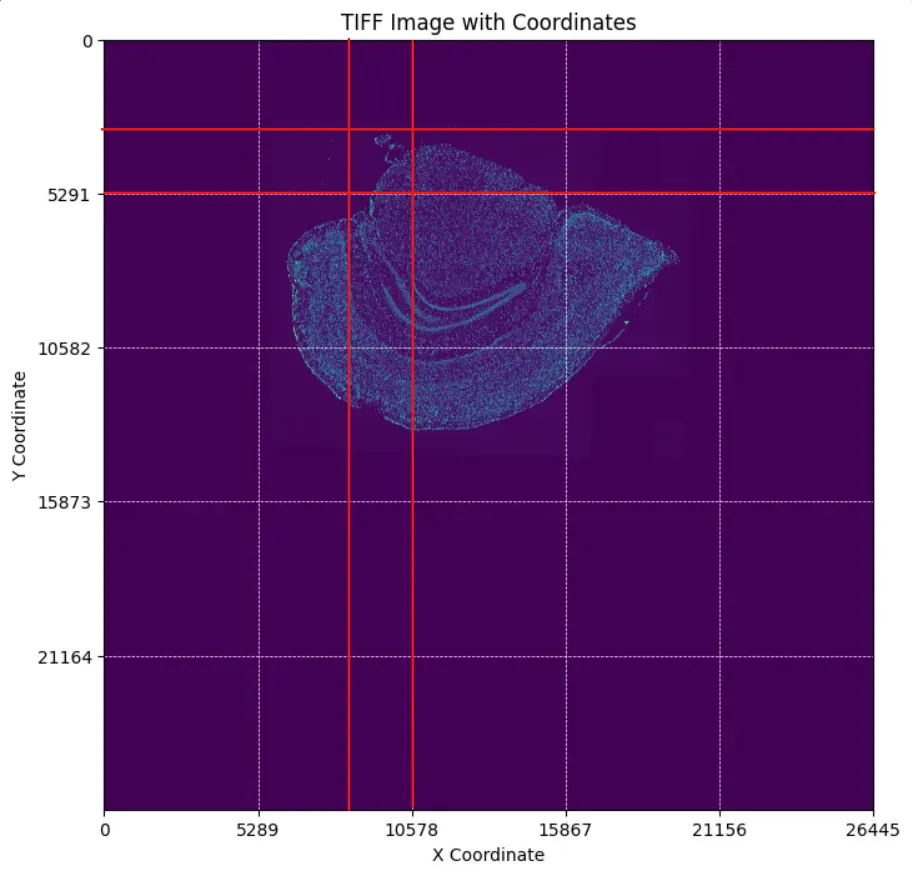 TIFF Image with Coordinates
0
5291
10582
15873
21164
Y Coordinate
0 5289 10578 15867 21156 26445
X Coordinate